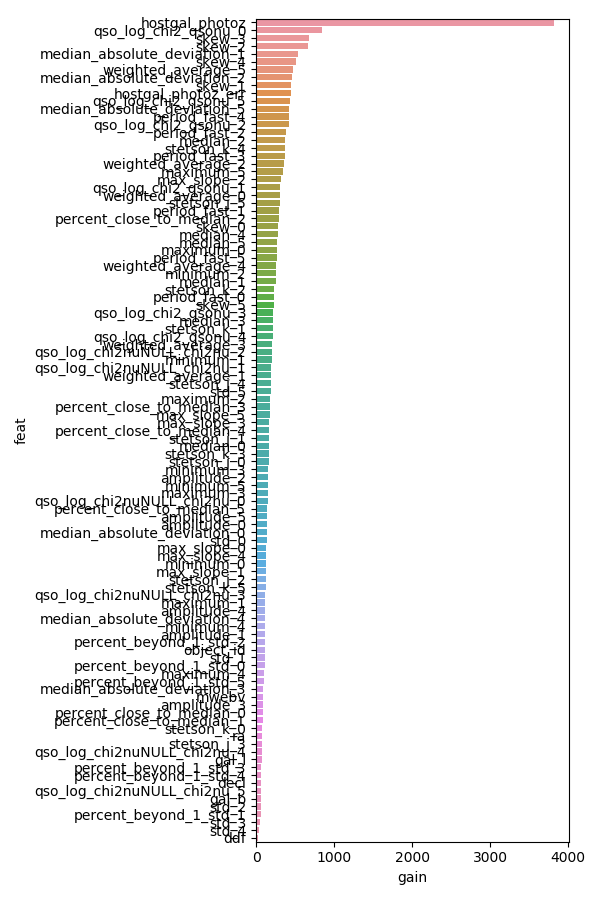 hostgal_photoz
qso_log_chi2_qsonu_0
skew_3
skew_2
median_absolute_deviation_1
skew_4
weighted_average_5
median_absolute_deviation_2
skew_1
hostgal_photoz_err
qso_log_chi2_qsonu_5
median_absolute_deviation_5
period_fast_4
qso_log_chi2_qsonu_2
period_fast_2
median_2
stetson_k_4
period_fast_3
weighted_average_2
maximum_5
max_slope_2
qso_log_chi2_qsonu_1
weighted_average_0
stetson_j_5
period_fast_1
percent_close_to_median_2
skew_0
median_4
median_5
maximum_0
period_fast_5
weighted_average_4
minimum_2
median_1
stetson_k_2
period_fast_0
skew_5
qso_log_chi2_qsonu_3
median_3
stetson_k_1
qso_log_chi2_qsonu_4
weighted_average_3
qso_log_chi2nuNULL_chi2nu_2
minimum_1
qso_log_chi2nuNULL_chi2nu_1
weighted_average_1
stetson_j_4
std_5
maximum_2
percent_close_to_median_3
max_slope_5
max_slope_3
percent_close_to_median_4
stetson_j_1
median_0
stetson_k_3
stetson_j_0
minimum_3
amplitude_2
minimum_5
maximum_3
qso_log_chi2nuNULL_chi2nu_0
percent_close_to_median_5
amplitude_5
amplitude_0
median_absolute_deviation_0
std_0
max_slope_0
max_slope_4
minimum_0
max_slope_1
stetson_j_2
stetson_k_5
qso_log_chi2nuNULL_chi2nu_3
maximum_1
amplitude_4
median_absolute_deviation_4
minimum_4
amplitude_1
percent_beyond_1_std_2
object_id
std_1
percent_beyond_1_std_0
maximum_4
percent_beyond_1_std_5
median_absolute_deviation_3
mwebv
amplitude_3
percent_close_to_median_0
percent_close_to_median_1
stetson_k_0
ra
stetson_j_3
qso_log_chi2nuNULL_chi2nu_4
gal_l
percent_beyond_1_std_3
percent_beyond_1_std_4
decl
qso_log_chi2nuNULL_chi2nu_5
gal_b
std_2
percent_beyond_1_std_1
std_3
std_4
ddf
feat
0 1000 2000 3000 4000
gain